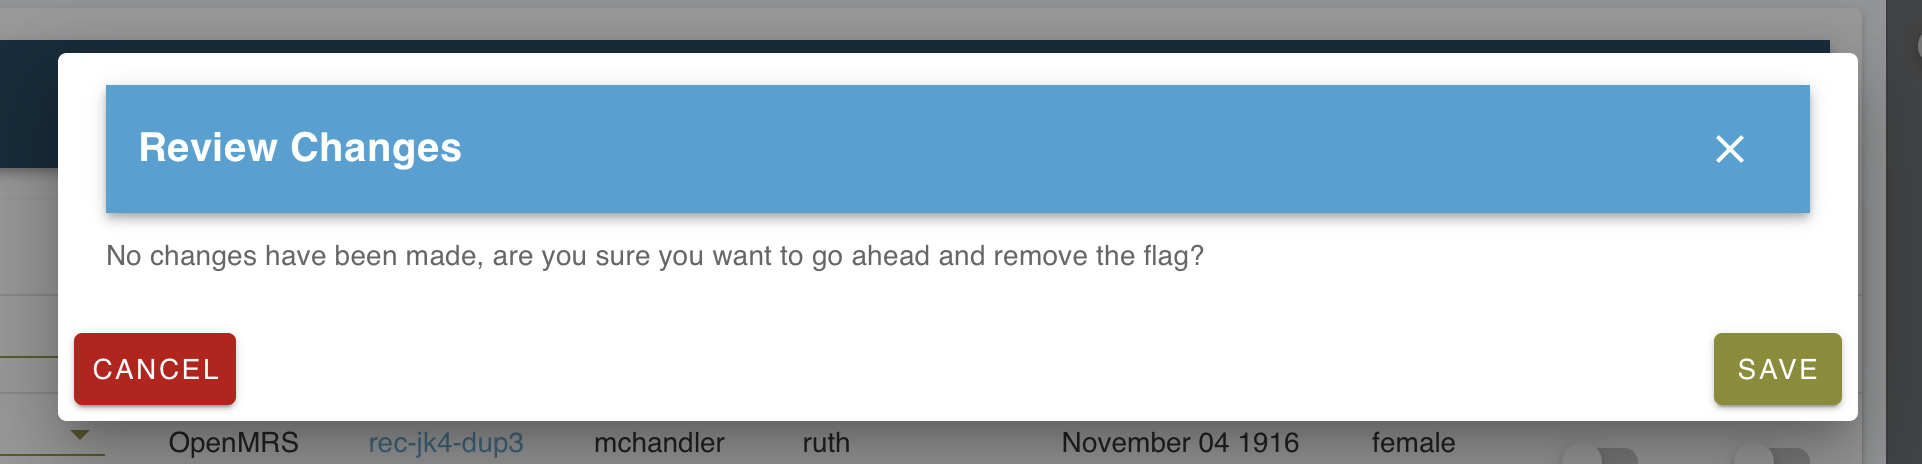 Review Changes
No changes have been made, are you sure you want to go ahead and remove the flag?
CANCEL
SAVE
OpenMRS rec-jk4-dup3 mchandler ruth November 04 1916 female